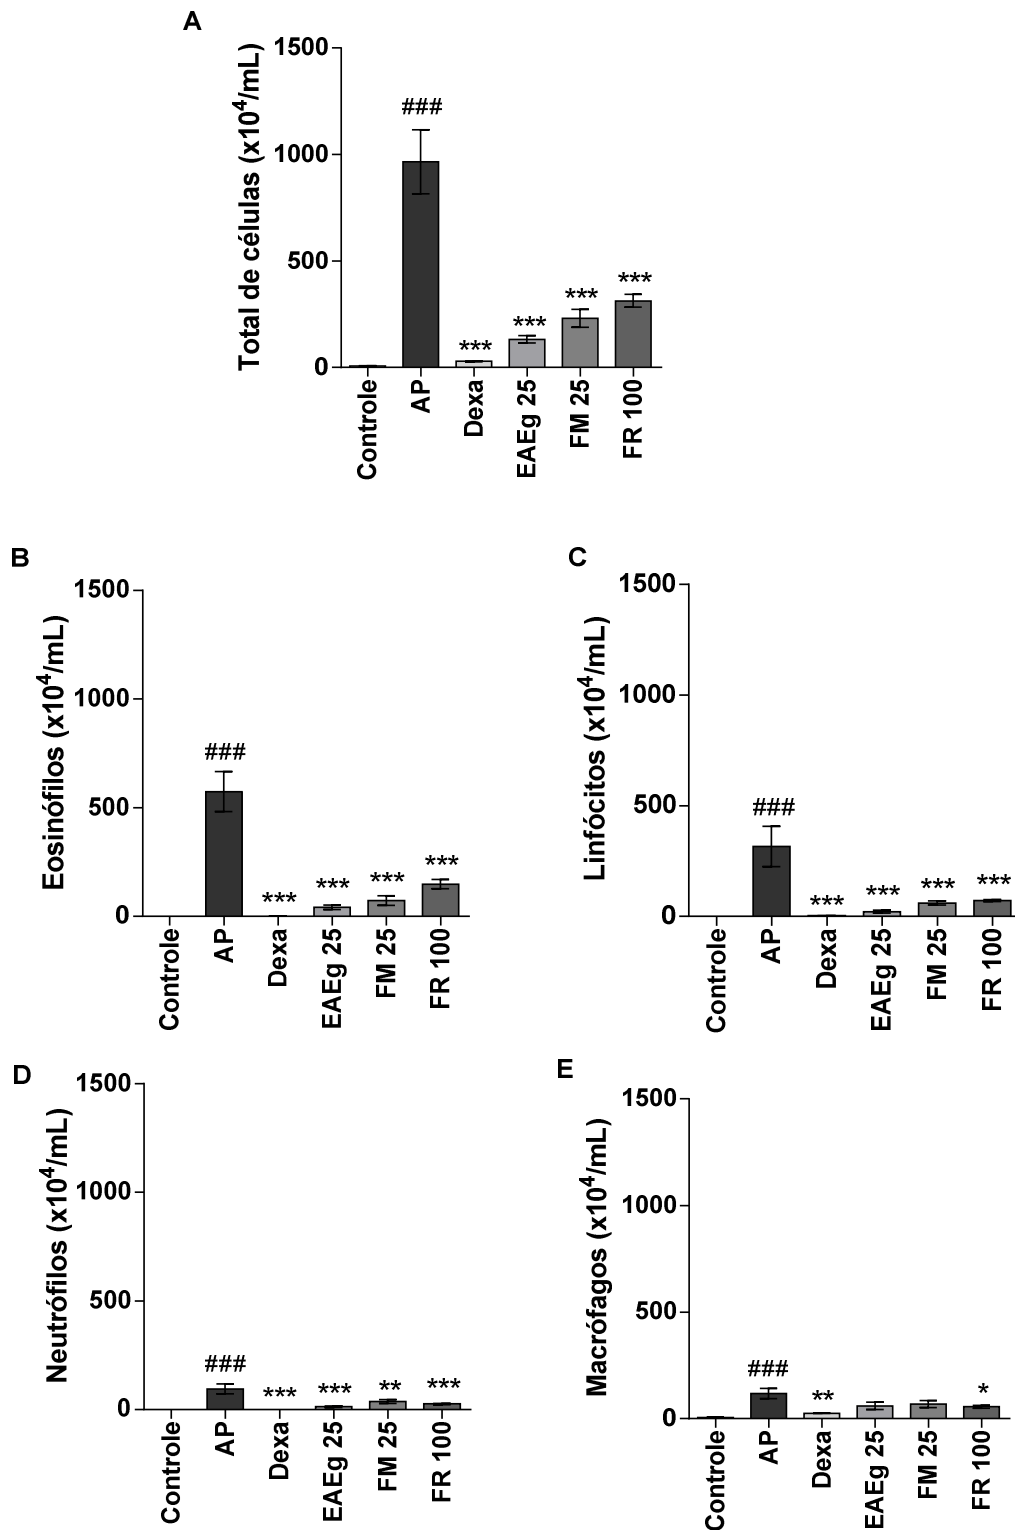 A
Total de células (x10⁴/mL)
1500
1000
500
0
###
***
***
***
***
Controle
AP
Dexa
EAEg 25
FM 25
FR 100
B
Eosinófilos (x10⁴/mL)
1500
1000
500
0
###
***
***
***
***
Controle
AP
Dexa
EAEg 25
FM 25
FR 100
C
Linfócitos (x10⁴/mL)
1500
1000
500
0
###
***
***
***
***
Controle
AP
Dexa
EAEg 25
FM 25
FR 100
D
Neutrófilos (x10⁴/mL)
1500
1000
500
0
###
***
***
**
***
Controle
AP
Dexa
EAEg 25
FM 25
FR 100
E
Macrófagos (x10⁴/mL)
1500
1000
500
0
###
**
*
Controle
AP
Dexa
EAEg 25
FM 25
FR 100